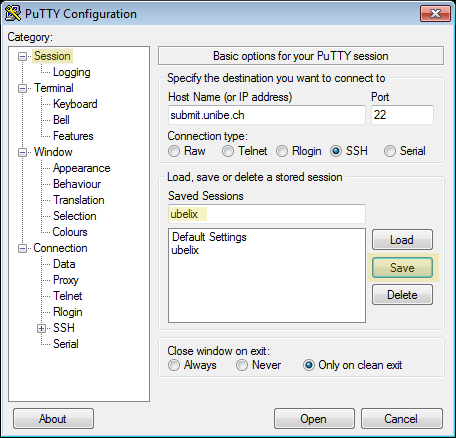 PuTTY Configuration
Category:
Session
Logging
Terminal
Keyboard
Bell
Features
Window
Appearance
Behaviour
Translation
Selection
Colours
Connection
Data
Proxy
Telnet
Rlogin
SSH
Serial
Basic options for your PuTTY session
Specify the destination you want to connect to
Host Name (or IP address) Port
submit.unibe.ch 22
Connection type:
Raw Telnet Rlogin SSH Serial
Load, save or delete a stored session
Saved Sessions
ubelix
Default Settings
ubelix
Load
Save
Delete
Close window on exit:
Always Never Only on clean exit
About Open Cancel